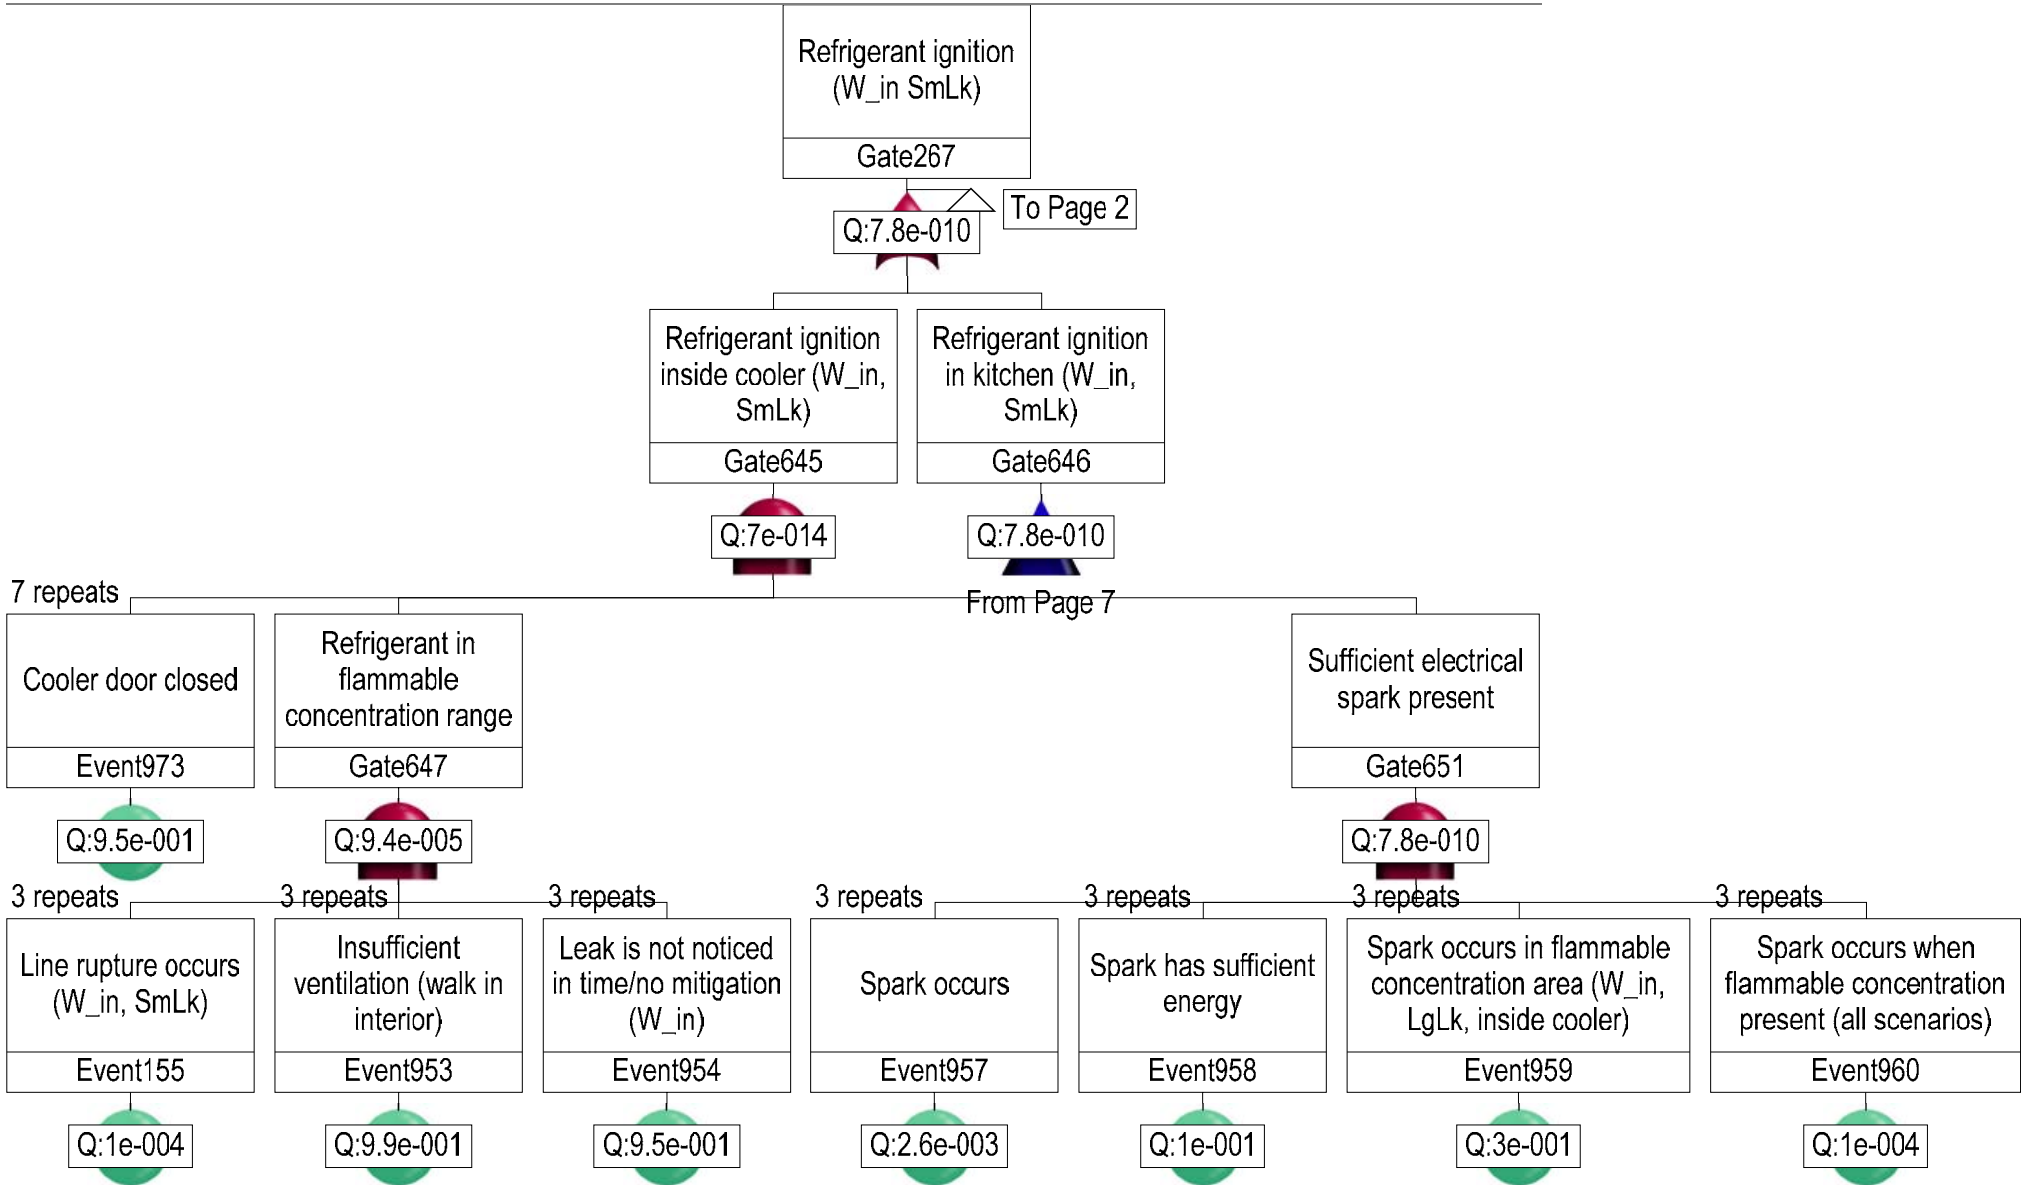 Refrigerant ignition
(W_in SmLk)
Gate267
To Page 2
Q:7.8e-010
Refrigerant ignition
inside cooler (W_in,
SmLk)
Gate645
Q:7e-014
Refrigerant ignition
in kitchen (W_in,
SmLk)
Gate646
Q:7.8e-010
From Page 7
7 repeats
Cooler door closed
Event973
Q:9.5e-001
Refrigerant in
flammable
concentration range
Gate647
Q:9.4e-005
Sufficient electrical
spark present
Gate651
Q:7.8e-010
3 repeats
Line rupture occurs
(W_in, SmLk)
Event155
Q:1e-004
3 repeats
Insufficient
ventilation (walk in
interior)
Event953
Q:9.9e-001
3 repeats
Leak is not noticed
in time/no mitigation
(W_in)
Event954
Q:9.5e-001
3 repeats
Spark occurs
Event957
Q:2.6e-003
3 repeats
Spark has sufficient
energy
Event958
Q:1e-001
3 repeats
Spark occurs in flammable
concentration area (W_in,
LgLk, inside cooler)
Event959
Q:3e-001
3 repeats
Spark occurs when
flammable concentration
present (all scenarios)
Event960
Q:1e-004